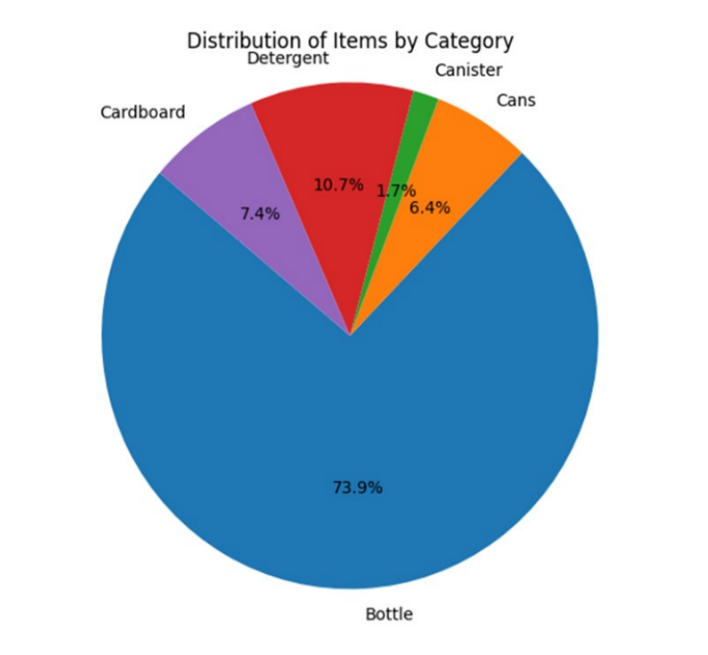 Distribution of Items by Category
Detergent
Canister
Cans
Cardboard
10.7%
1.7%
6.4%
7.4%
73.9%
Bottle